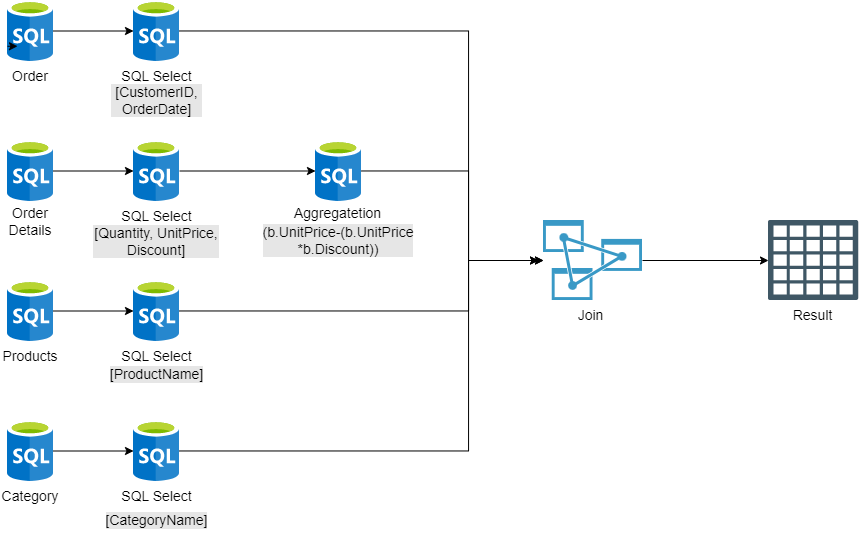 SQL
SQL
Order
SQL Select
[CustomerID,
OrderDate]
SQL
SQL
SQL
Order
Details
SQL Select
[Quantity, UnitPrice,
Discount]
Aggregatetion
(b.UnitPrice-(b.UnitPrice
*b.Discount))
Join
Result
SQL
SQL
Products
SQL Select
[ProductName]
SQL
SQL
Category
SQL Select
[CategoryName]